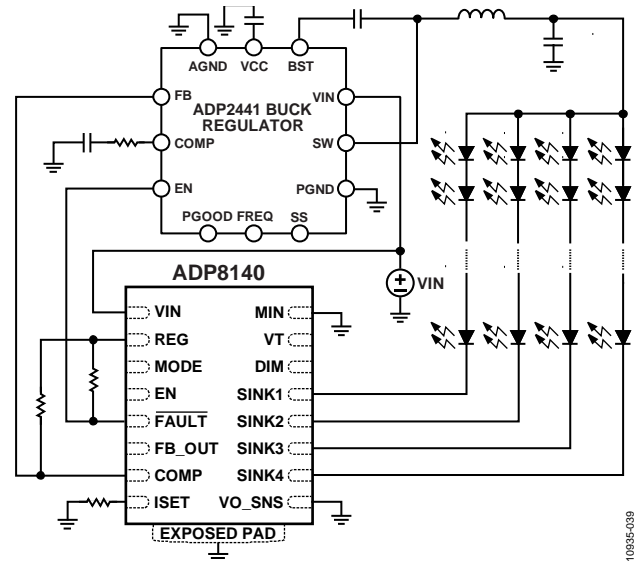 AGND VCC BST
FB
VIN
ADP2441 BUCK
REGULATOR
COMP
SW
EN
PGND
PGOOD FREQ SS
ADP8140
VIN
VIN
MIN
REG
VT
MODE
DIM
EN
SINK1
FAULT
SINK2
FB_OUT
SINK3
COMP
SINK4
ISET
VO_SNS
EXPOSED PAD
10935-039